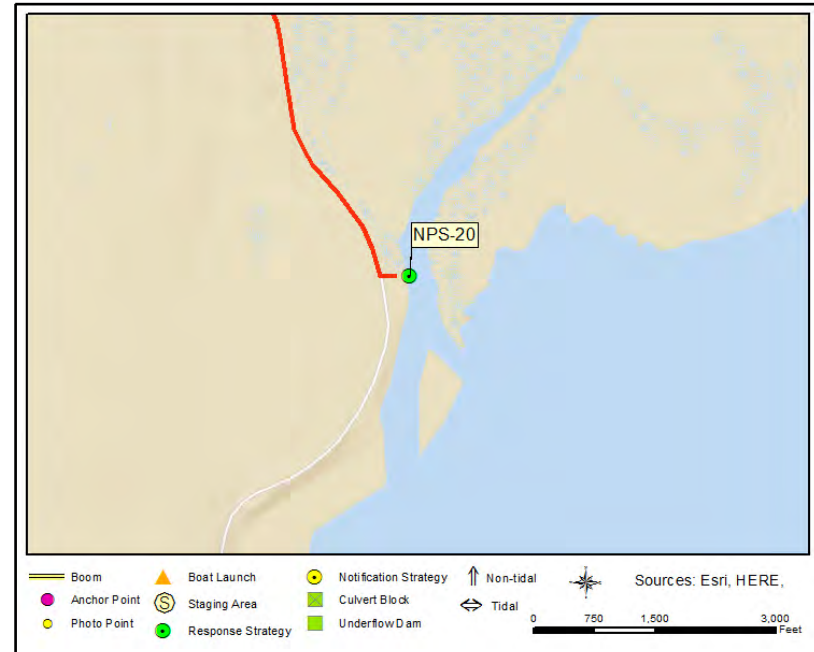 NPS-20
Boom
Boat Launch
Notification Strategy
Non-tidal
Sources: Esri, HERE,
Anchor Point
S
Staging Area
Culvert Block
Tidal
Photo Point
Response Strategy
Underflow Dam
0 750 1,500 3,000
Feet